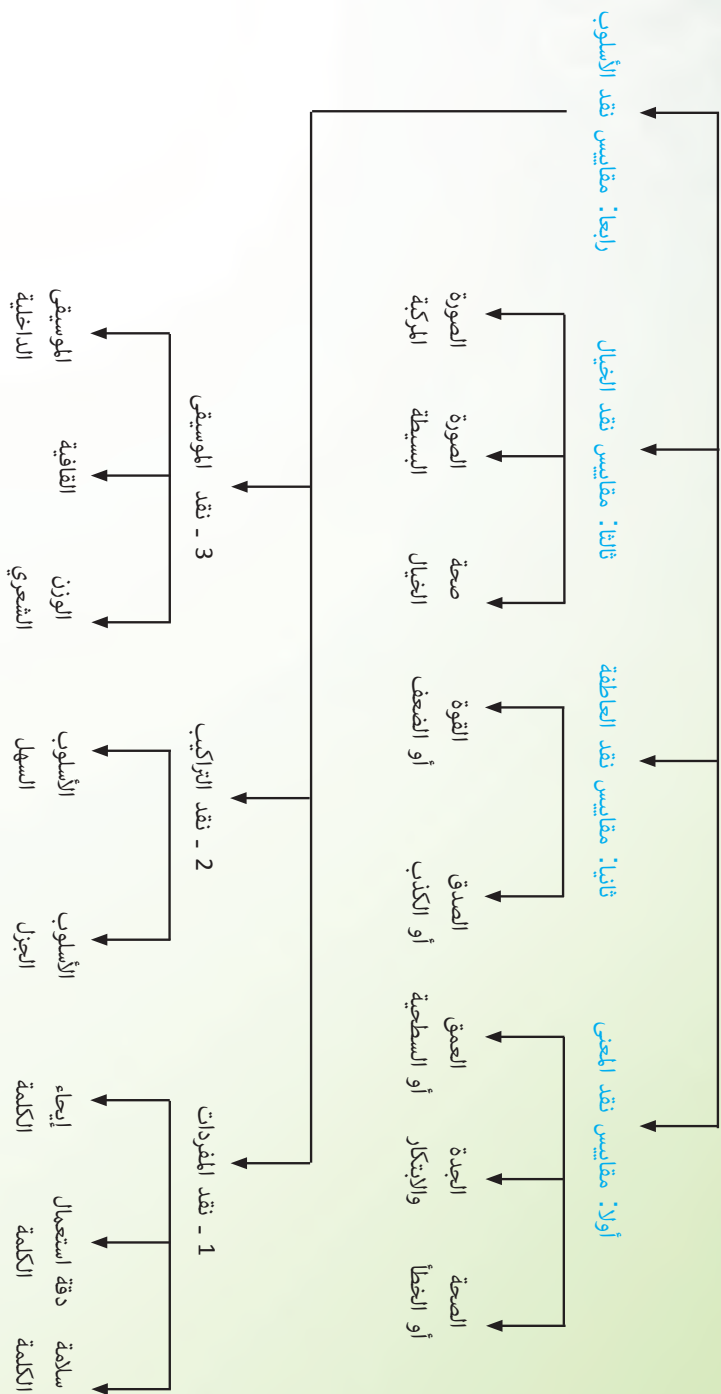 أولا: مقاييس نقد المعنى
ثانيا: مقاييس نقد العاطفة
ثالثا: مقاييس نقد الخيال
رابعا: مقاييس نقد الأسلوب
الصحة
أو الخطأ
الجدة
والابتكار
العمق
أو السطحية
الصدق
أو الكذب
القوة
أو الضعف
صحة
الخيال
الصورة
البسيطة
الصورة
المركبة
1 ـ نقد المفردات
2 ـ نقد التراكيب
3 ـ نقد الموسيقى
سلامة
الكلمة
دقة استعمال
الكلمة
إيحاء
الكلمة
الأسلوب
الجزل
الأسلوب
السهل
الوزن
الشعري
القافية
الموسيقى
الداخلية